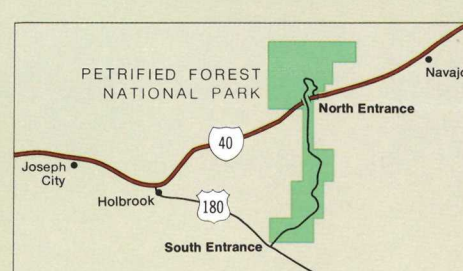 PETRIFIED FOREST
NATIONAL PARK
Navajo
North Entrance
40
Joseph
City
Holbrook
180
South Entrance